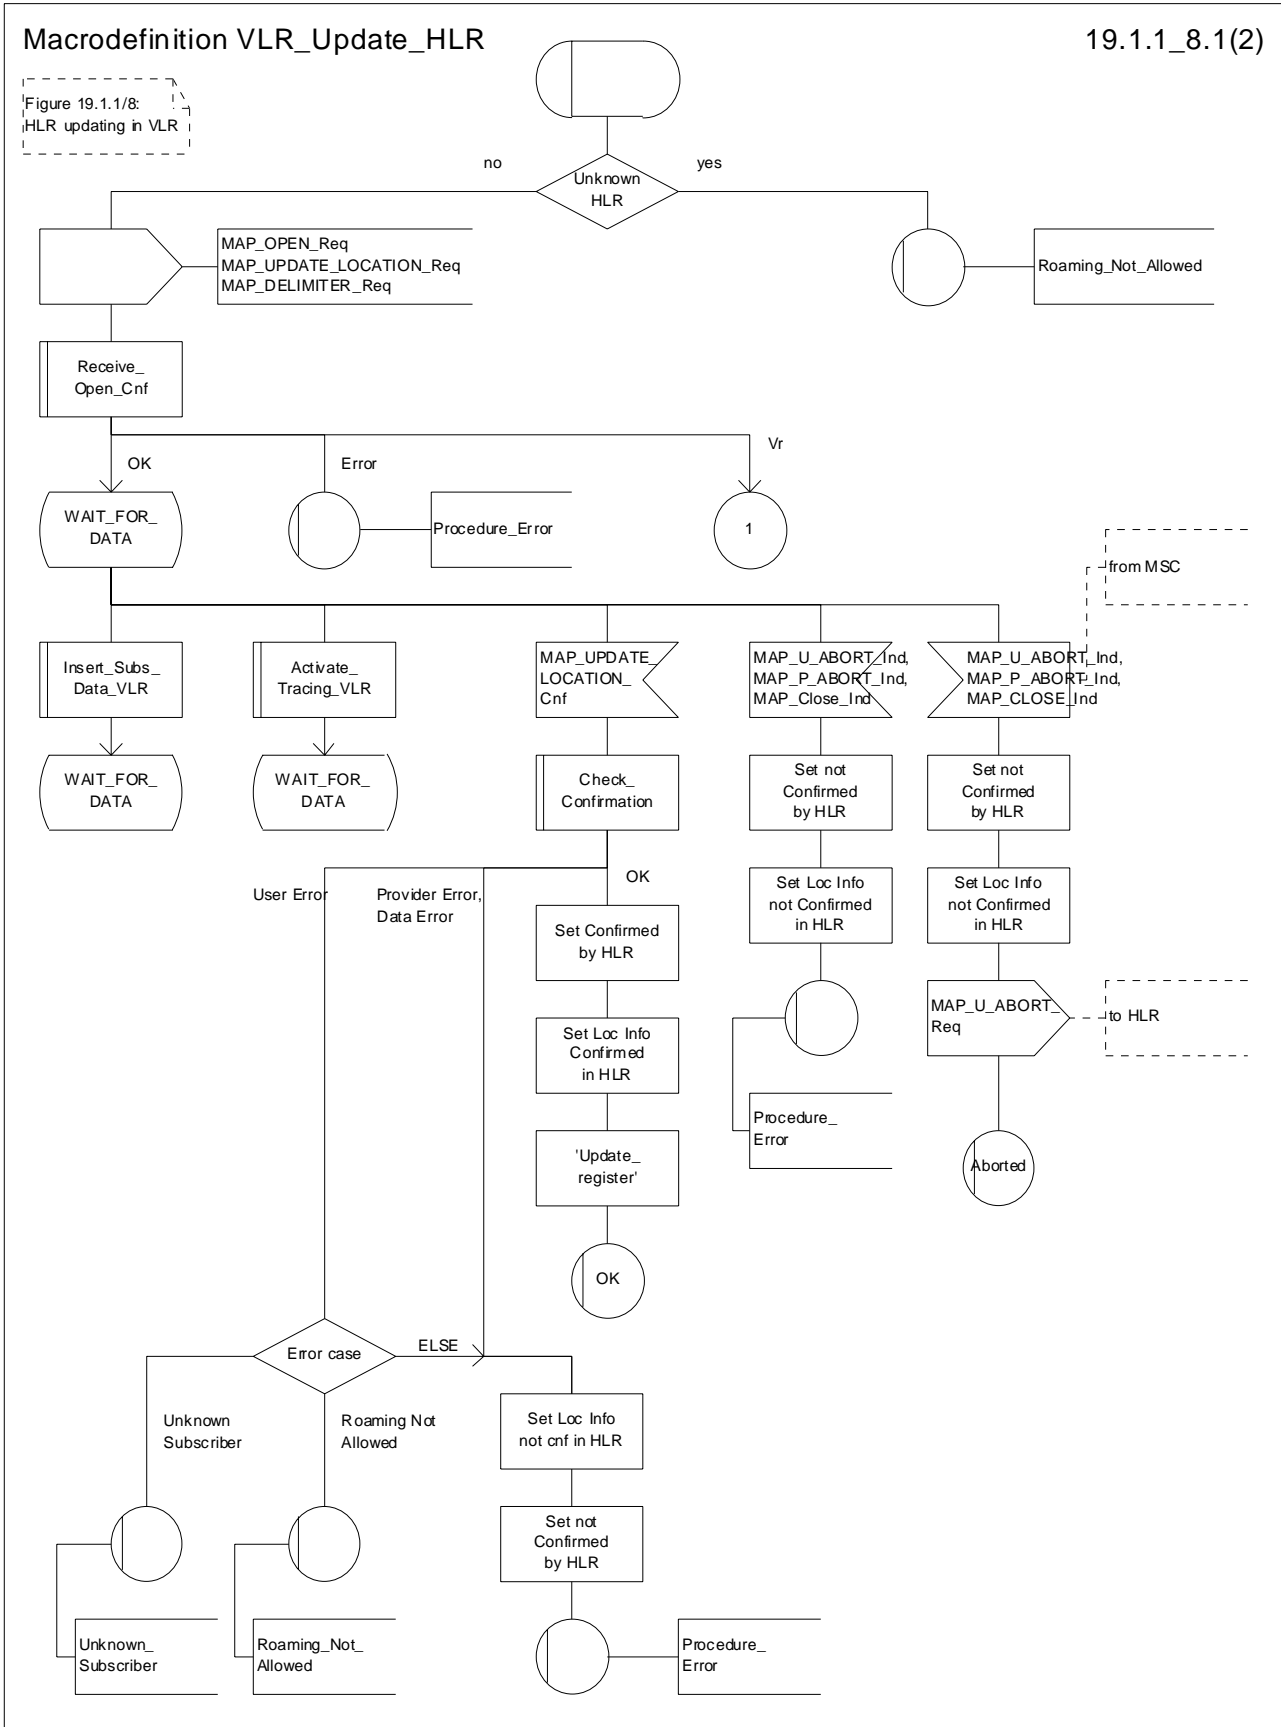 Macrodefinition VLR_Update_HLR
19.1.1_8.1(2)
Figure 19.1.1/8:
HLR updating in VLR
no
yes
Unknown
HLR
MAP_OPEN_Req
MAP_UPDATE_LOCATION_Req
MAP_DELIMITER_Req
Roaming_Not_Allowed
Receive_
Open_Cnf
OK
Error
Vr
WAIT_FOR_
DATA
Procedure_Error
1
from MSC
Insert_Subs_
Data_VLR
Activate_
Tracing_VLR
MAP_UPDATE_
LOCATION_
Cnf
MAP_U_ABORT_Ind,
MAP_P_ABORT_Ind,
MAP_Close_Ind
MAP_U_ABORT_Ind,
MAP_P_ABORT_Ind,
MAP_CLOSE_Ind
WAIT_FOR_
DATA
WAIT_FOR_
DATA
Check_
Confirmation
Set not
Confirmed
by HLR
Set not
Confirmed
by HLR
User Error
Provider Error,
Data Error
OK
Set Loc Info
not Confirmed
in HLR
Set Loc Info
not Confirmed
in HLR
Set Confirmed
by HLR
MAP_U_ABORT_
Req
to HLR
Set Loc Info
Confirmed
in HLR
Procedure_
Error
'Update_
register'
Aborted
OK
Error case
ELSE
Unknown
Subscriber
Roaming Not
Allowed
Set Loc Info
not cnf in HLR
Set not
Confirmed
by HLR
Unknown_
Subscriber
Roaming_Not_
Allowed
Procedure_
Error